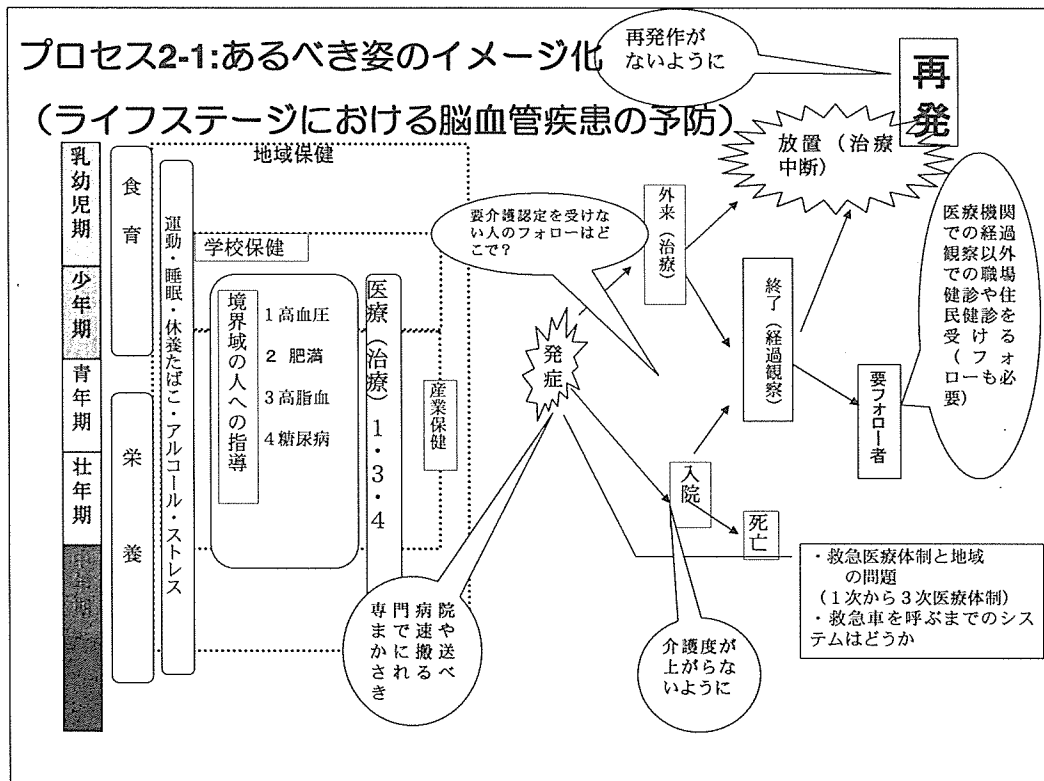 プロセス2-1:あるべき姿のイメージ化
（ライフステージにおける脳血管疾患の予防）
再発作が
ないように
再発
放置（治療
中断）
乳幼児期
少年期
青年期
壮年期
食育
栄養
運動・睡眠・休養たばこ・アルコール・ストレス
地域保健
学校保健
境界域の人への指導
1高血圧
2 肥満
3高脂血
4糖尿病
医療（治療）1・3・4
産業保健
要介護認定を受けな
い人のフォローはど
こで？
発症
外来（治療）
終了（経過観察）
入院
死亡
要フォロー者
医療機関
での経過
観察以外
での職場
健診や住
民健診を
受ける
（フォ
ローも必
要）
院や送べ
病速搬る
門でにれ
専まかさき
介護度が
上がらな
いように
・救急医療体制と地域
の問題
（1次から3次医療体制）
・救急車を呼ぶまでのシス
テムはどうか